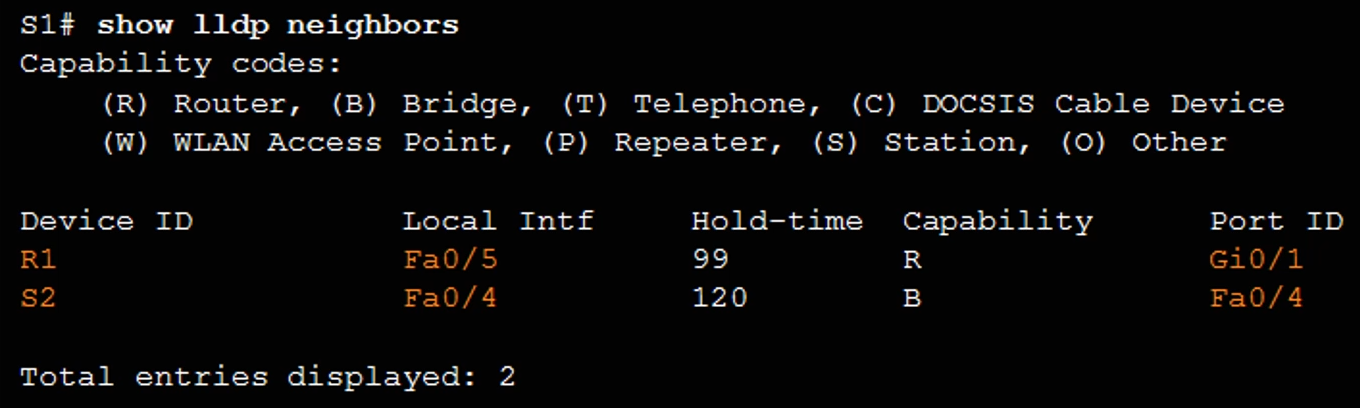 S1# show lldp neighbors
Capability codes:
(R) Router, (B) Bridge, (T) Telephone, (C) DOCSIS Cable Device
(W) WLAN Access Point, (P) Repeater, (S) Station, (O) Other
Device ID Local Intf Hold-time Capability Port ID
R1 Fa0/5 99 R Gi0/1
S2 Fa0/4 120 B Fa0/4
Total entries displayed: 2